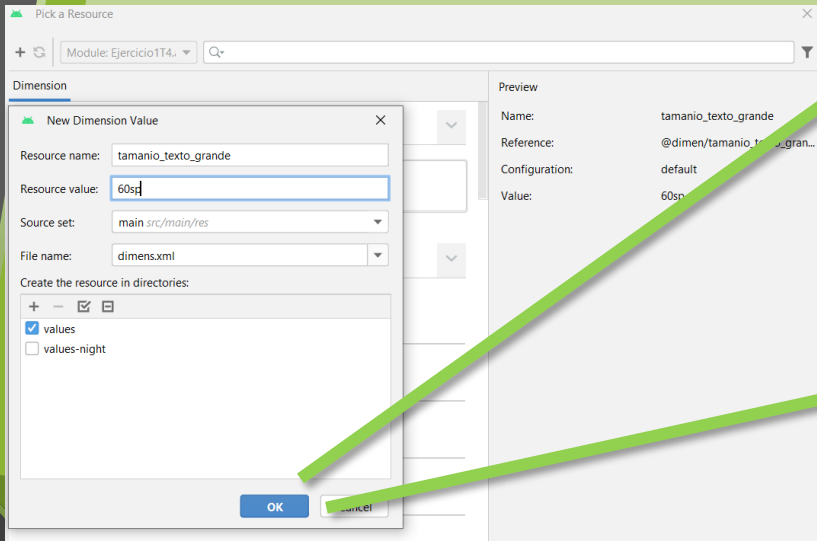 Pick a Resource
Module: Ejercicio1T4.
Dimension
Preview
New Dimension Value
Resource name: tamanio_texto_grande
Resource value: 60sp
Source set: main src/main/res
File name: dimens.xml
Create the resource in directories:
values
values-night
OK
Name: tamanio_texto_grande
Reference:
Configuration: default
Value: 60sp